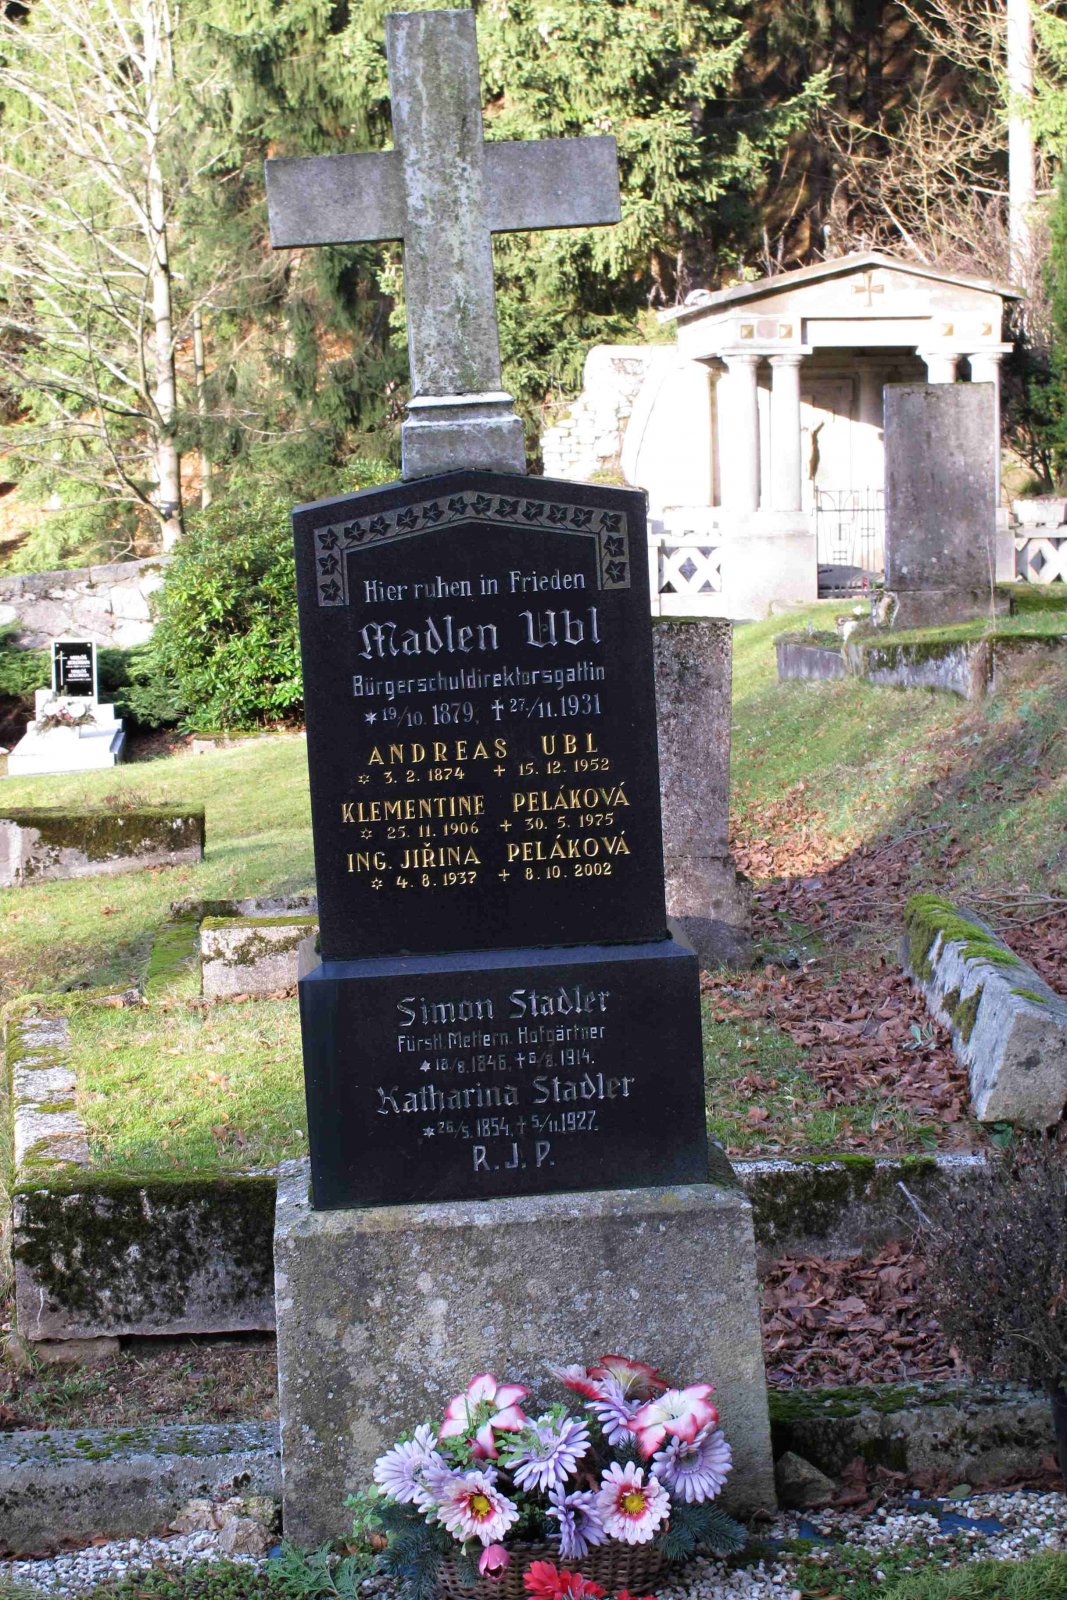 Hier ruhen in Frieden
Madlen Ubl
Bürgerschuldirektorsgattin
* 19/10. 1879, † 27./11.1931
ANDREAS UBL
* 3. 2. 1874 + 15. 12. 1952
KLEMENTINE PELÁKOVÁ
* 25. 11. 1906 + 30. 5. 1975
ING. JIŘINA PELÁKOVÁ
* 4. 8. 1937 + 8. 10. 2002
Simon Stadler
Fürstl. Mettern. Hofgärtner
* 18/8. 1846, † 6/8. 1914.
Katharina Stadler
* 26/5. 1854, † 5/11. 1927.
R. J. P.